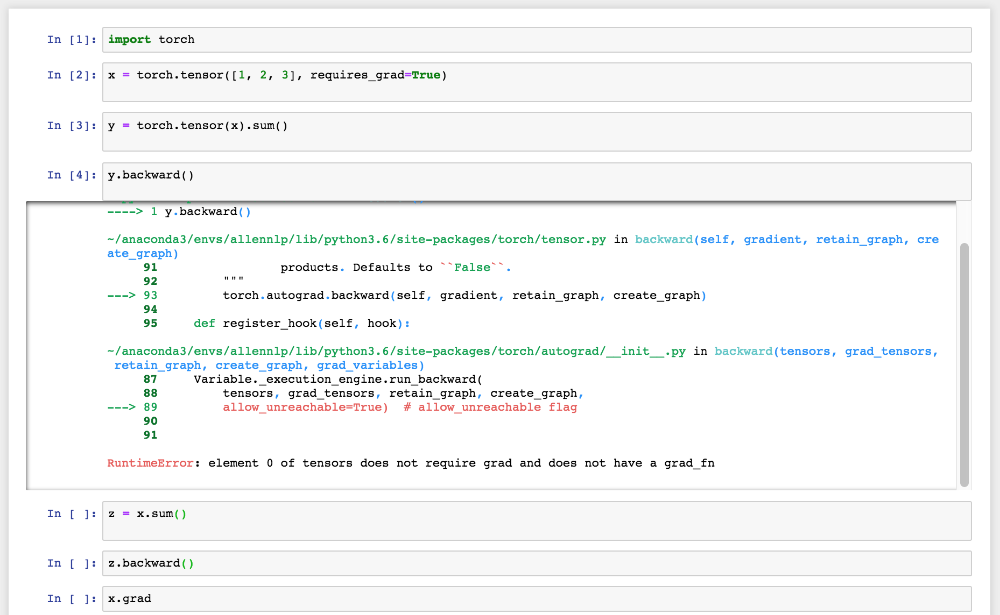 In [1]: import torch
In [2]: x = torch.tensor([1, 2, 3], requires_grad=True)
In [3]: y = torch.tensor(x).sum()
In [4]: y.backward()
----> 1 y.backward()
~/anaconda3/envs/allennlp/lib/python3.6/site-packages/torch/tensor.py in backward(self, gradient, retain_graph, cre
ate_graph)
91                 products. Defaults to ``False``.
92         """
---> 93         torch.autograd.backward(self, gradient, retain_graph, create_graph)
94
95     def register_hook(self, hook):
~/anaconda3/envs/allennlp/lib/python3.6/site-packages/torch/autograd/__init__.py in backward(tensors, grad_tensors,
retain_graph, create_graph, grad_variables)
87     Variable._execution_engine.run_backward(
88         tensors, grad_tensors, retain_graph, create_graph,
---> 89         allow_unreachable=True)  # allow_unreachable flag
90
91
RuntimeError: element 0 of tensors does not require grad and does not have a grad_fn
In [ ]: z = x.sum()
In [ ]: z.backward()
In [ ]: x.grad